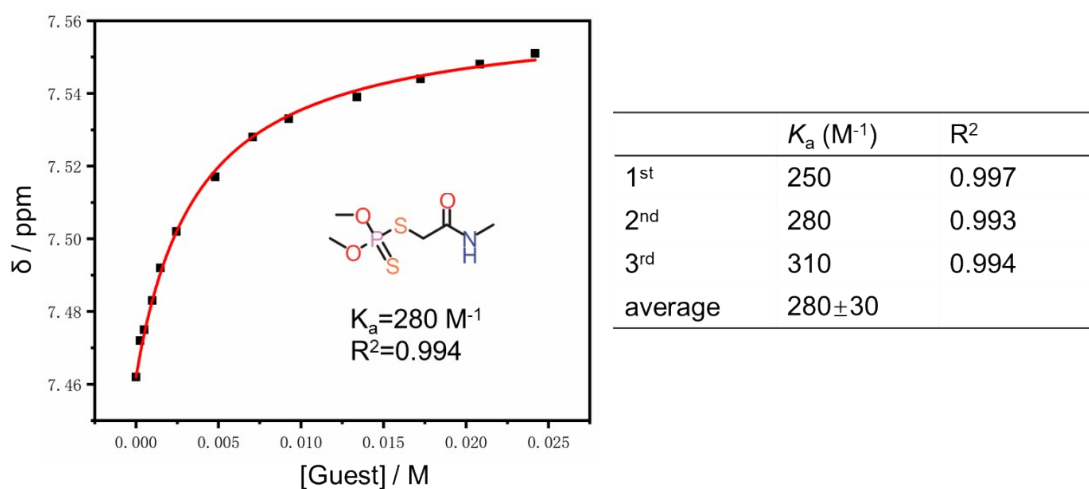 7.56
7.54
7.52
7.50
7.48
7.46
δ / ppm
0.000 0.005 0.010 0.015 0.020 0.025
[Guest] / M
O
O
P
S
S
O
N
H
Kₐ=280 M⁻¹
R²=0.994
Kₐ (M⁻¹) R²
1ˢᵗ 250 0.997
2ⁿᵈ 280 0.993
3ʳᵈ 310 0.994
average 280±30